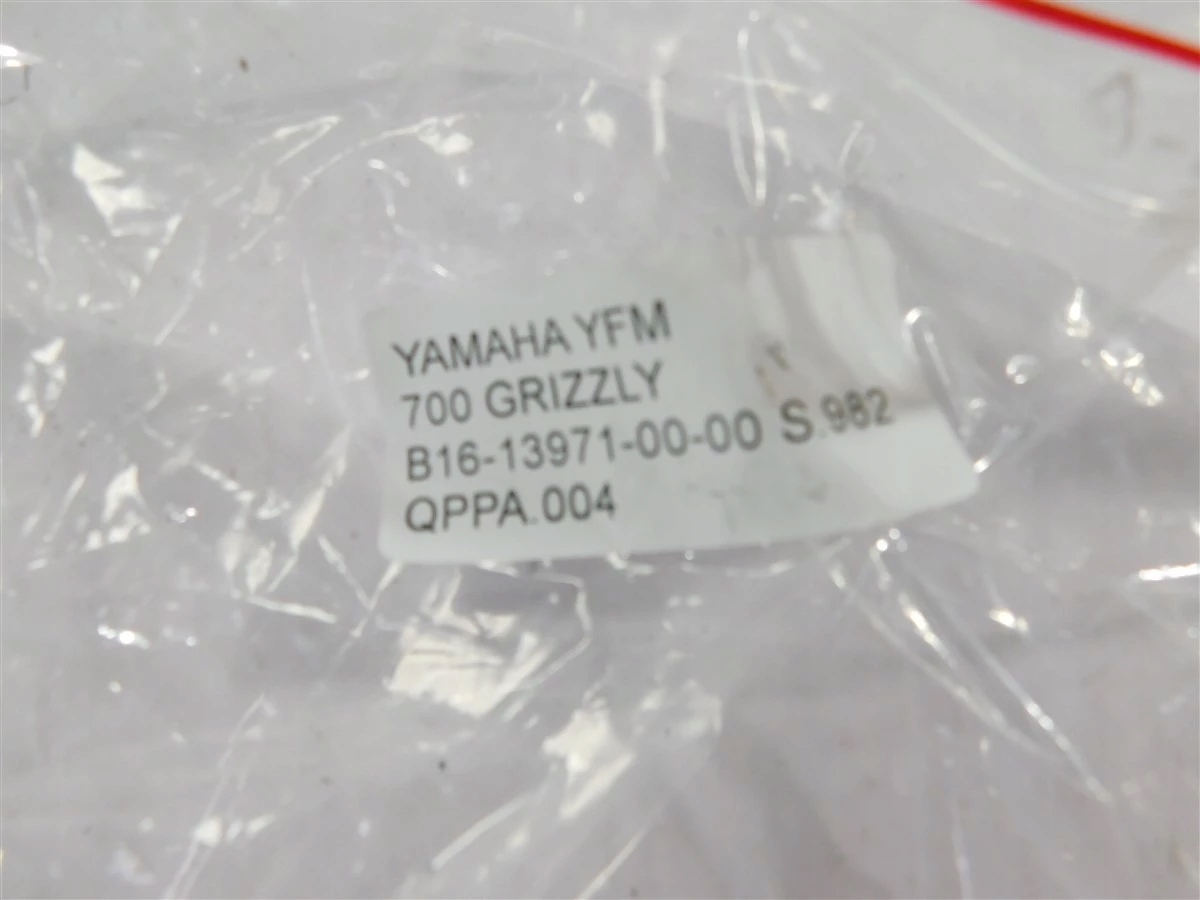 YAMAHA YFM
700 GRIZZLY
B16-13971-00-00 S.982
QPPA.004